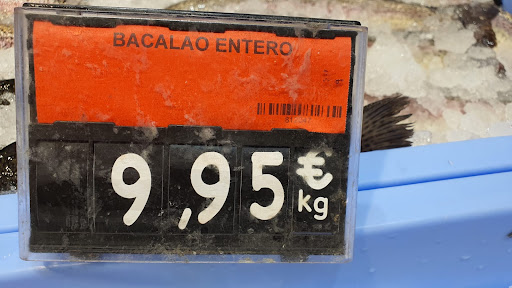 BACALAO ENTERO
9,95 €
kg